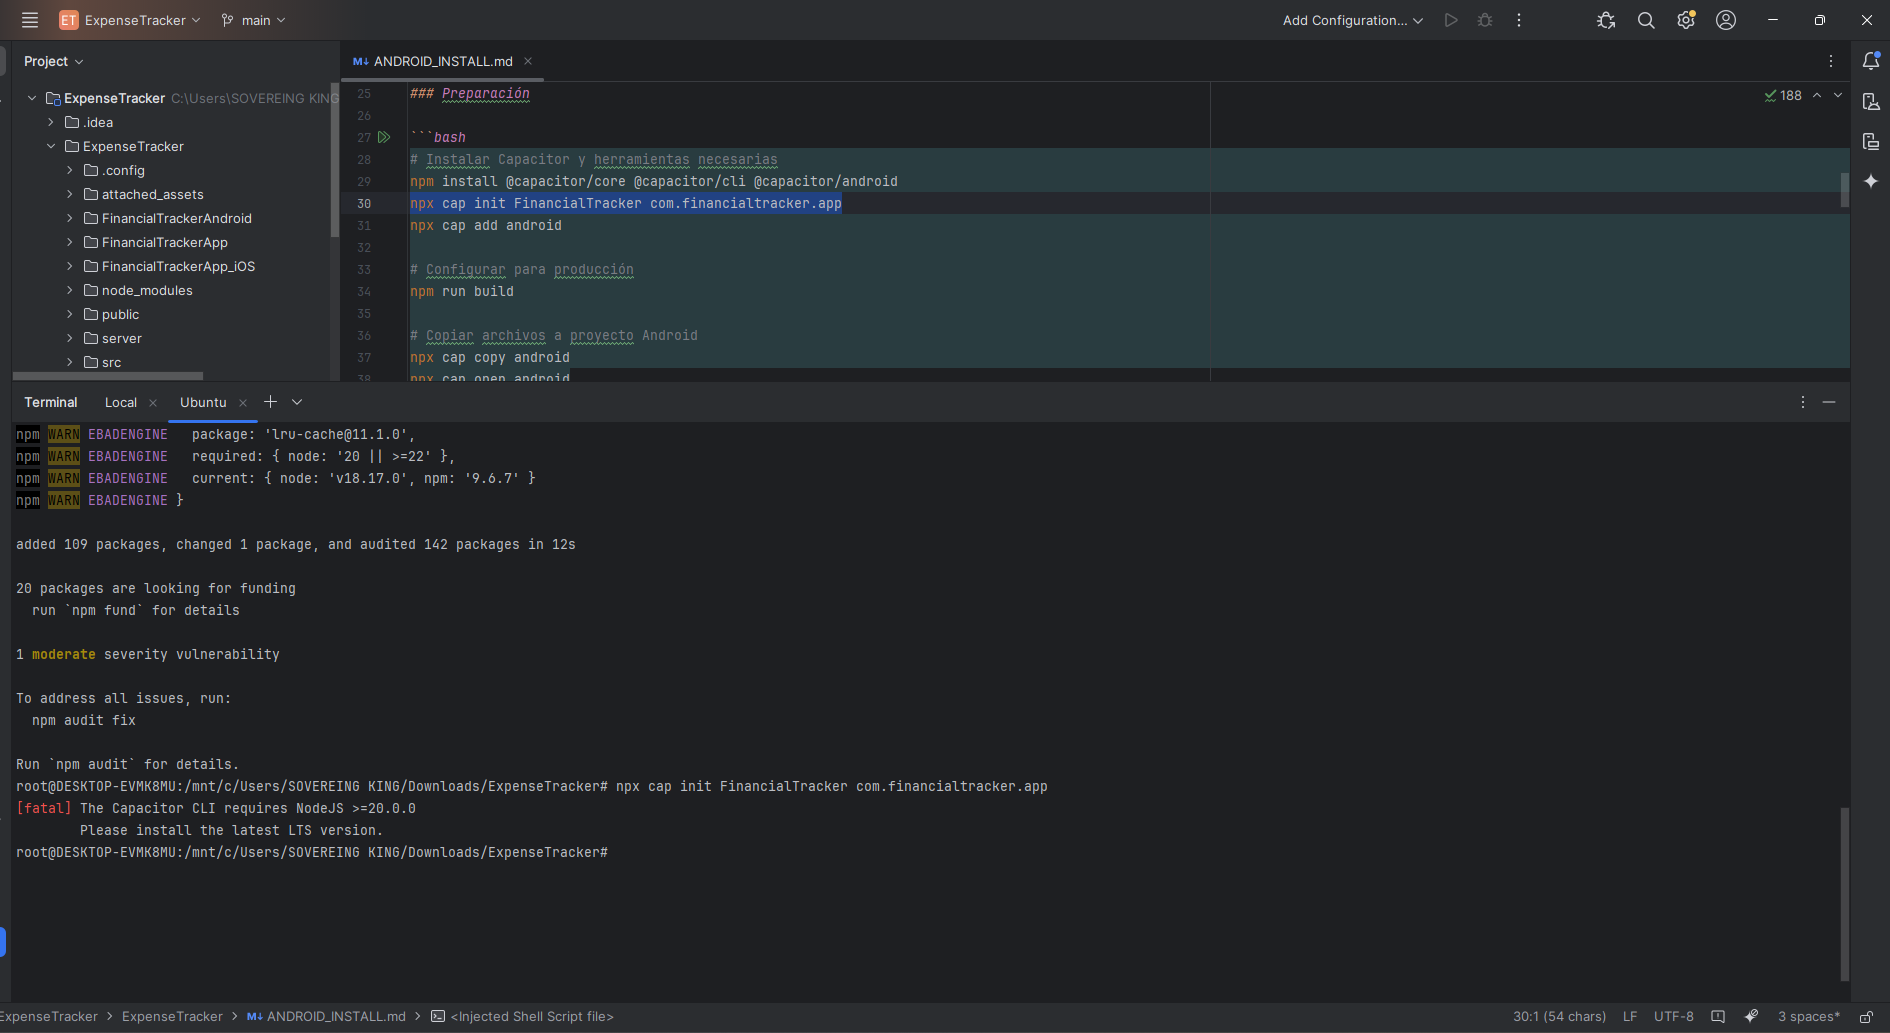 ET ExpenseTracker main Add Configuration...
Project
ANDROID_INSTALL.md
ExpenseTracker C:\Users\SOVEREING KING
.idea
ExpenseTracker
.config
attached_assets
FinancialTrackerAndroid
FinancialTrackerApp
FinancialTrackerApp_iOS
node_modules
public
server
src
188
25 ### Preparación
26
27 ```bash
28 # Instalar Capacitor y herramientas necesarias
29 npm install @capacitor/core @capacitor/cli @capacitor/android
30 npx cap init FinancialTracker com.financialtracker.app
31 npx cap add android
32
33 # Configurar para producción
34 npm run build
35
36 # Copiar archivos a proyecto Android
37 npx cap copy android
38 npx cap open android
Terminal Local Ubuntu
npm WARN EBADENGINE   package: 'lru-cache@11.1.0',
npm WARN EBADENGINE   required: { node: '20 || >=22' },
npm WARN EBADENGINE   current: { node: 'v18.17.0', npm: '9.6.7' }
npm WARN EBADENGINE }
added 109 packages, changed 1 package, and audited 142 packages in 12s
20 packages are looking for funding
  run `npm fund` for details
1 moderate severity vulnerability
To address all issues, run:
  npm audit fix
Run `npm audit` for details.
root@DESKTOP-EVMK8MU:/mnt/c/Users/SOVEREING KING/Downloads/ExpenseTracker# npx cap init FinancialTracker com.financialtracker.app
[fatal] The Capacitor CLI requires NodeJS >=20.0.0
        Please install the latest LTS version.
root@DESKTOP-EVMK8MU:/mnt/c/Users/SOVEREING KING/Downloads/ExpenseTracker#
ExpenseTracker > ExpenseTracker > ANDROID_INSTALL.md > <Injected Shell Script file> 30:1 (54 chars) LF UTF-8 3 spaces*